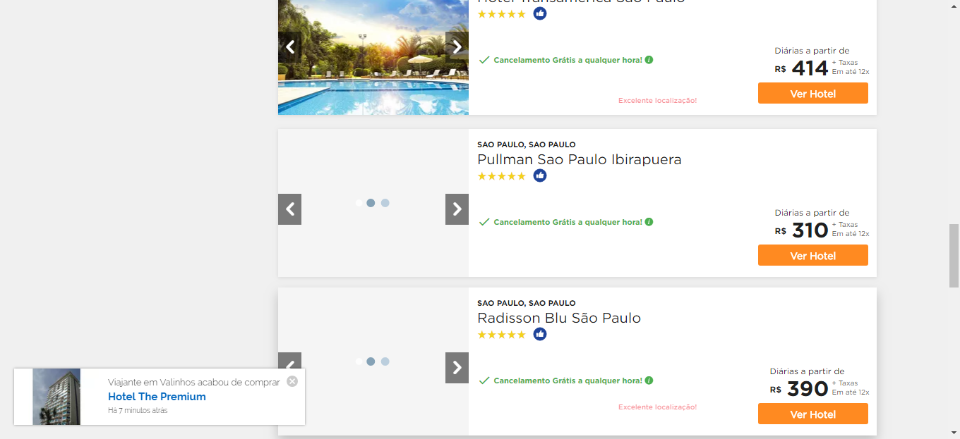 Hotel Transamerica São Paulo
Cancelamento Grátis a qualquer hora!
Diárias a partir de
R$ 414 + Taxas
Em até 12x
Excelente localização!
Ver Hotel
SAO PAULO, SAO PAULO
Pullman Sao Paulo Ibirapuera
Cancelamento Grátis a qualquer hora!
Diárias a partir de
R$ 310 + Taxas
Em até 12x
Ver Hotel
SAO PAULO, SAO PAULO
Radisson Blu São Paulo
Cancelamento Grátis a qualquer hora!
Diárias a partir de
R$ 390 + Taxas
Em até 12x
Excelente localização!
Ver Hotel
Viajante em Valinhos acabou de comprar
Hotel The Premium
Há 7 minutos atrás